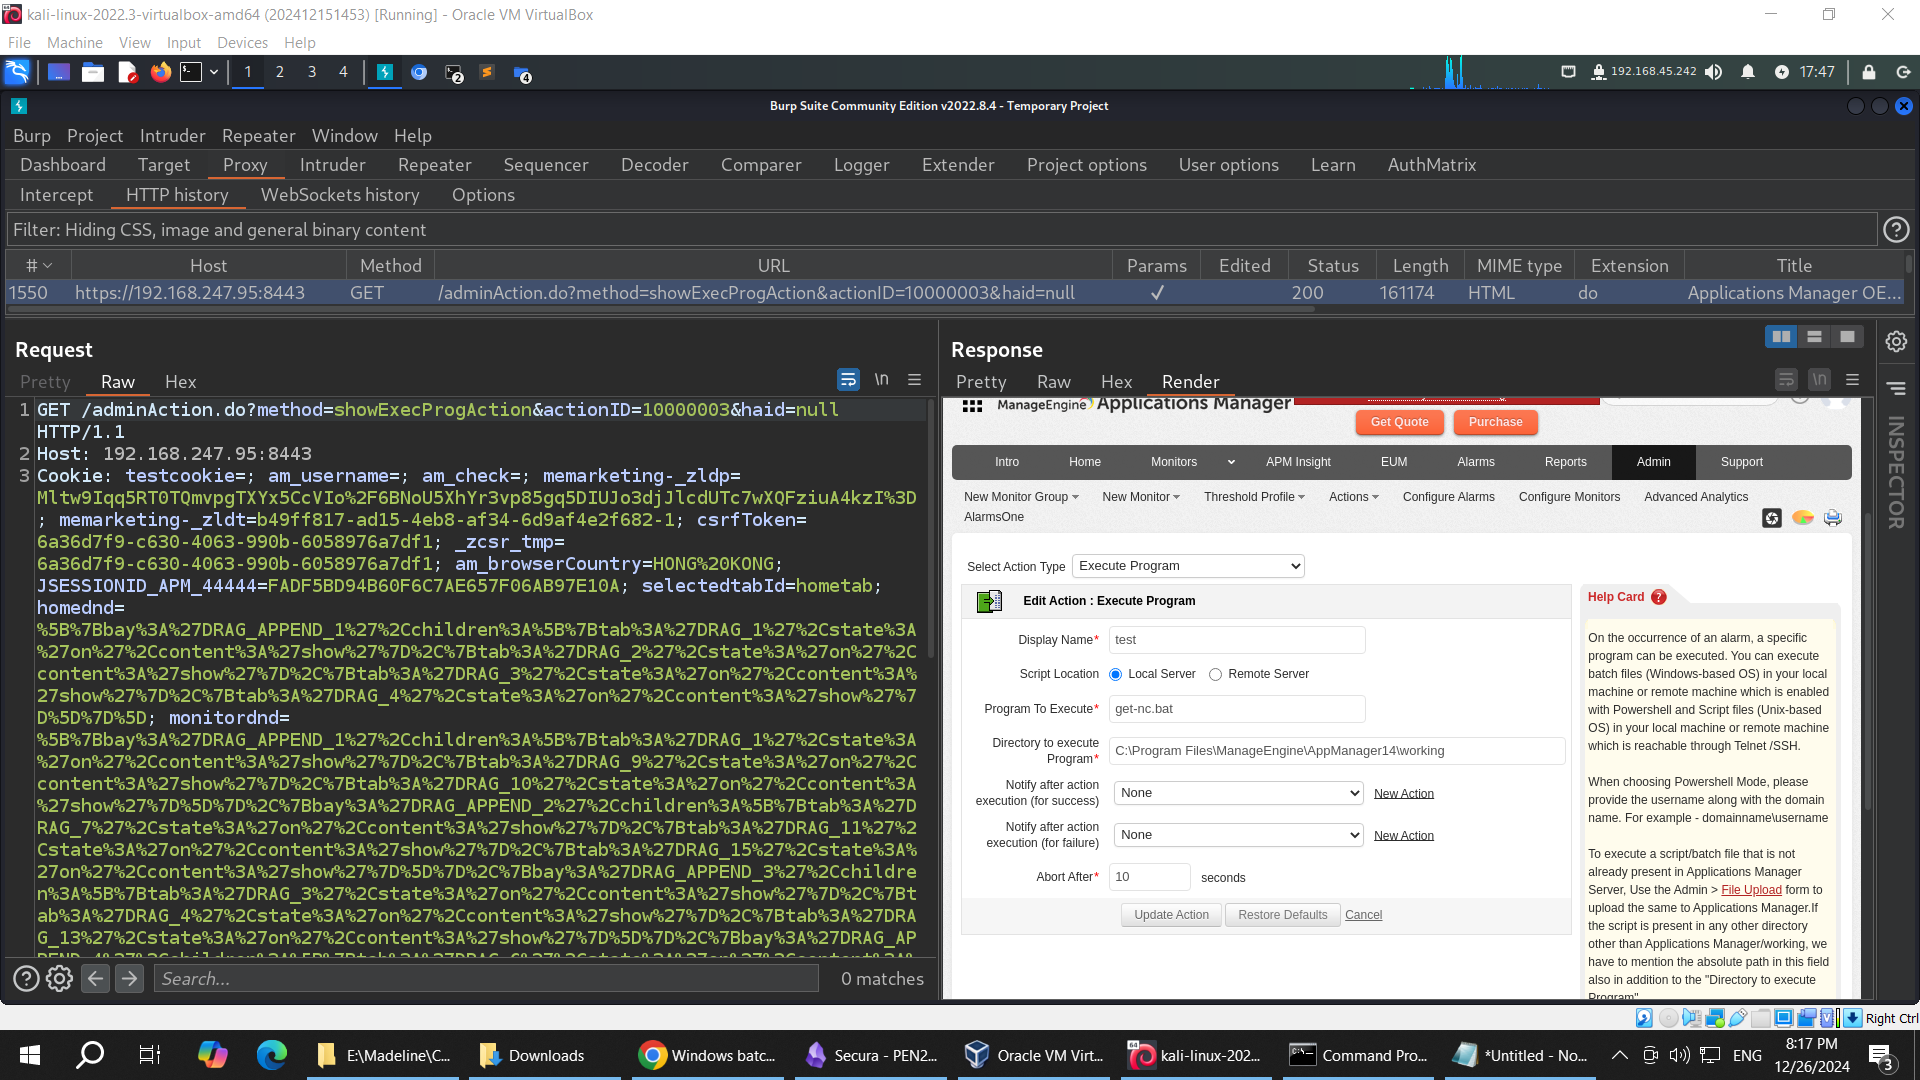 kali-linux-2022.3-virtualbox-amd64 (202412151453) [Running] - Oracle VM VirtualBox
File Machine View Input Devices Help
1 2 3 4 2 4 192.168.45.242 17:47
Burp Suite Community Edition v2022.8.4 - Temporary Project
Burp Project Intruder Repeater Window Help
Dashboard Target Proxy Intruder Repeater Sequencer Decoder Comparer Logger Extender Project options User options Learn AuthMatrix
Intercept HTTP history WebSockets history Options
Filter: Hiding CSS, image and general binary content
# Host Method URL Params Edited Status Length MIME type Extension Title
1550 https://192.168.247.95:8443 GET /adminAction.do?method=showExecProgAction&actionID=10000003&haid=null ✓ 200 161174 HTML do Applications Manager OE...
Request
Pretty Raw Hex \n
1 GET /adminAction.do?method=showExecProgAction&actionID=10000003&haid=null
HTTP/1.1
2 Host: 192.168.247.95:8443
3 Cookie: testcookie=; am_username=; am_check=; memarketing-_zldp=
Mltw9Iqq5RT0TQmvpgTXYx5CcVIo%2F6BNoU5XhYr3vp85gq5DIUJo3djJlcdUTc7wXQFziuA4kzI%3D
; memarketing-_zldt=b49ff817-ad15-4eb8-af34-6d9af4e2f682-1; csrfToken=
6a36d7f9-c630-4063-990b-6058976a7df1; _zcsr_tmp=
6a36d7f9-c630-4063-990b-6058976a7df1; am_browserCountry=HONG%20KONG;
JSESSIONID_APM_44444=FADF5BD94B60F6C7AE657F06AB97E10A; selectedtabId=hometab;
homednd=
%5B%7Bbay%3A%27DRAG_APPEND_1%27%2Cchildren%3A%5B%7Btab%3A%27DRAG_1%27%2Cstate%3A
%27on%27%2Ccontent%3A%27show%27%7D%2C%7Btab%3A%27DRAG_2%27%2Cstate%3A%27on%27%2C
content%3A%27show%27%7D%2C%7Btab%3A%27DRAG_3%27%2Cstate%3A%27on%27%2Ccontent%3A%
27show%27%7D%2C%7Btab%3A%27DRAG_4%27%2Cstate%3A%27on%27%2Ccontent%3A%27show%27%7
D%5D%7D%5D; monitordnd=
%5B%7Bbay%3A%27DRAG_APPEND_1%27%2Cchildren%3A%5B%7Btab%3A%27DRAG_1%27%2Cstate%3A
%27on%27%2Ccontent%3A%27show%27%7D%2C%7Btab%3A%27DRAG_9%27%2Cstate%3A%27on%27%2C
content%3A%27show%27%7D%2C%7Btab%3A%27DRAG_10%27%2Cstate%3A%27on%27%2Ccontent%3A
%27show%27%7D%5D%7D%2C%7Bbay%3A%27DRAG_APPEND_2%27%2Cchildren%3A%5B%7Btab%3A%27D
RAG_7%27%2Cstate%3A%27on%27%2Ccontent%3A%27show%27%7D%2C%7Btab%3A%27DRAG_11%27%2
Cstate%3A%27on%27%2Ccontent%3A%27show%27%7D%2C%7Btab%3A%27DRAG_15%27%2Cstate%3A%
27on%27%2Ccontent%3A%27show%27%7D%5D%7D%2C%7Bbay%3A%27DRAG_APPEND_3%27%2Cchildre
n%3A%5B%7Btab%3A%27DRAG_3%27%2Cstate%3A%27on%27%2Ccontent%3A%27show%27%7D%2C%7Bt
ab%3A%27DRAG_4%27%2Cstate%3A%27on%27%2Ccontent%3A%27show%27%7D%2C%7Btab%3A%27DRA
G_13%27%2Cstate%3A%27on%27%2Ccontent%3A%27show%27%7D%5D%7D%2C%7Bbay%3A%27DRAG_AP
Search... 0 matches
Response
Pretty Raw Hex Render \n
INSPECTOR
ManageEngine Applications Manager
Get Quote Purchase
Intro Home Monitors APM Insight EUM Alarms Reports Admin Support
New Monitor Group New Monitor Threshold Profile Actions Configure Alarms Configure Monitors Advanced Analytics
AlarmsOne
Select Action Type Execute Program
Edit Action : Execute Program
Display Name* test
Script Location Local Server Remote Server
Program To Execute* get-nc.bat
Directory to execute Program* C:\Program Files\ManageEngine\AppManager14\working
Notify after action execution (for success) None New Action
Notify after action execution (for failure) None New Action
Abort After* 10 seconds
Update Action Restore Defaults Cancel
Help Card ?
On the occurrence of an alarm, a specific
program can be executed. You can execute
batch files (Windows-based OS) in your local
machine or remote machine which is enabled
with Powershell and Script files (Unix-based
OS) in your local machine or remote machine
which is reachable through Telnet /SSH.
When choosing Powershell Mode, please
provide the username along with the domain
name. For example - domainname\username
To execute a script/batch file that is not
already present in Applications Manager
Server, Use the Admin > File Upload form to
upload the same to Applications Manager.If
the script is present in any other directory
other than Applications Manager/working, we
have to mention the absolute path in this field
also in addition to the "Directory to execute
Program"
Right Ctrl
E:\Madeline\C... Downloads Windows batc... Secura - PEN2... Oracle VM Virt... kali-linux-202... Command Pro... *Untitled - No... ENG 8:17 PM
12/26/2024 3